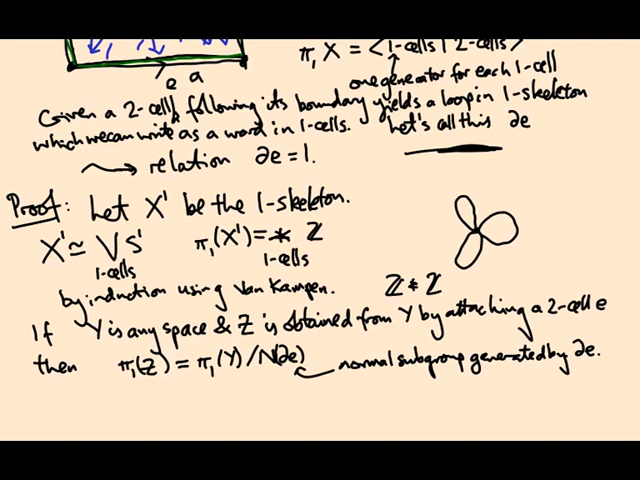 π₁ X = <1-cells | 2-cells>
e a
one generator for each 1-cell
Given a 2-cell, following its boundary yields a loop in 1-skeleton
which we can write as a word in 1-cells. Let's call this ∂e
⟿ relation ∂e = 1.
Proof: Let X¹ be the 1-skeleton.
X¹ ≃ ⋁ S¹ π₁(X¹) = * ℤ
1-cells 1-cells
by induction using Van Kampen. ℤ * ℤ
If Y is any space & Z is obtained from Y by attaching a 2-cell e
then π₁(Z) = π₁(Y) / N(∂e) normal subgroup generated by ∂e.